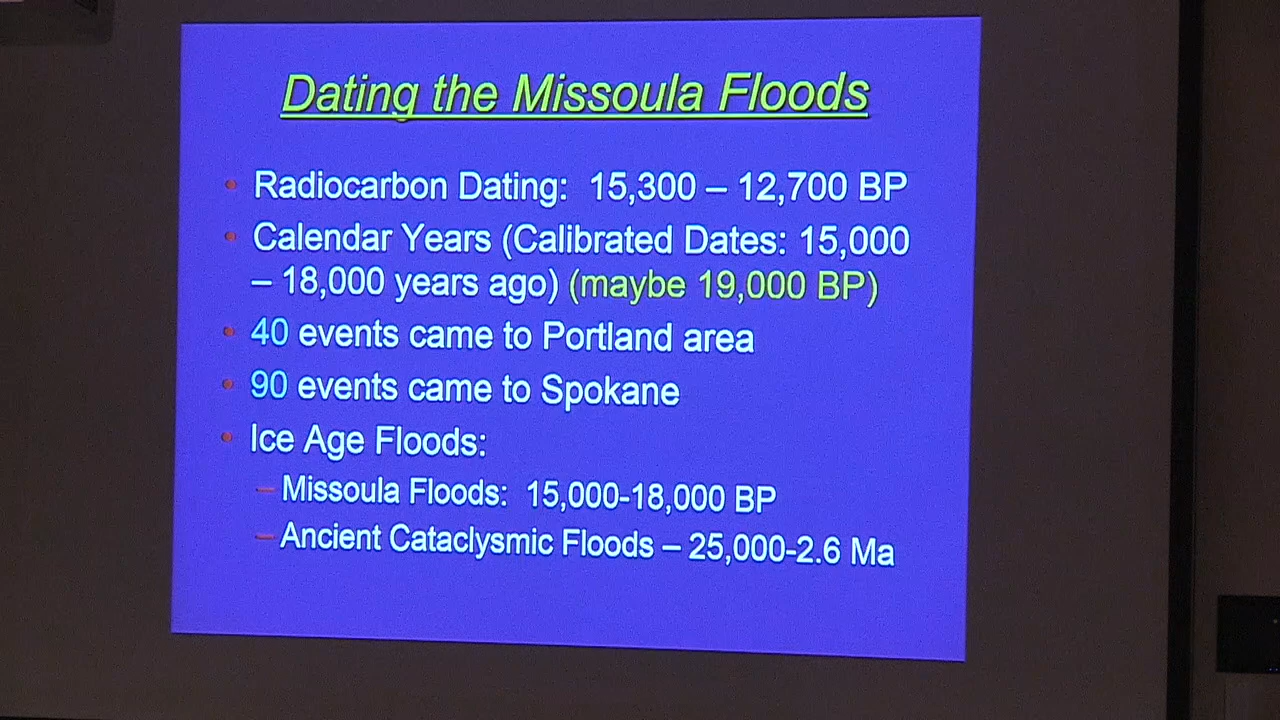 Dating the Missoula Floods
• Radiocarbon Dating: 15,300 – 12,700 BP
• Calendar Years (Calibrated Dates: 15,000
– 18,000 years ago) (maybe 19,000 BP)
• 40 events came to Portland area
• 90 events came to Spokane
• Ice Age Floods:
– Missoula Floods: 15,000-18,000 BP
– Ancient Cataclysmic Floods – 25,000-2.6 Ma